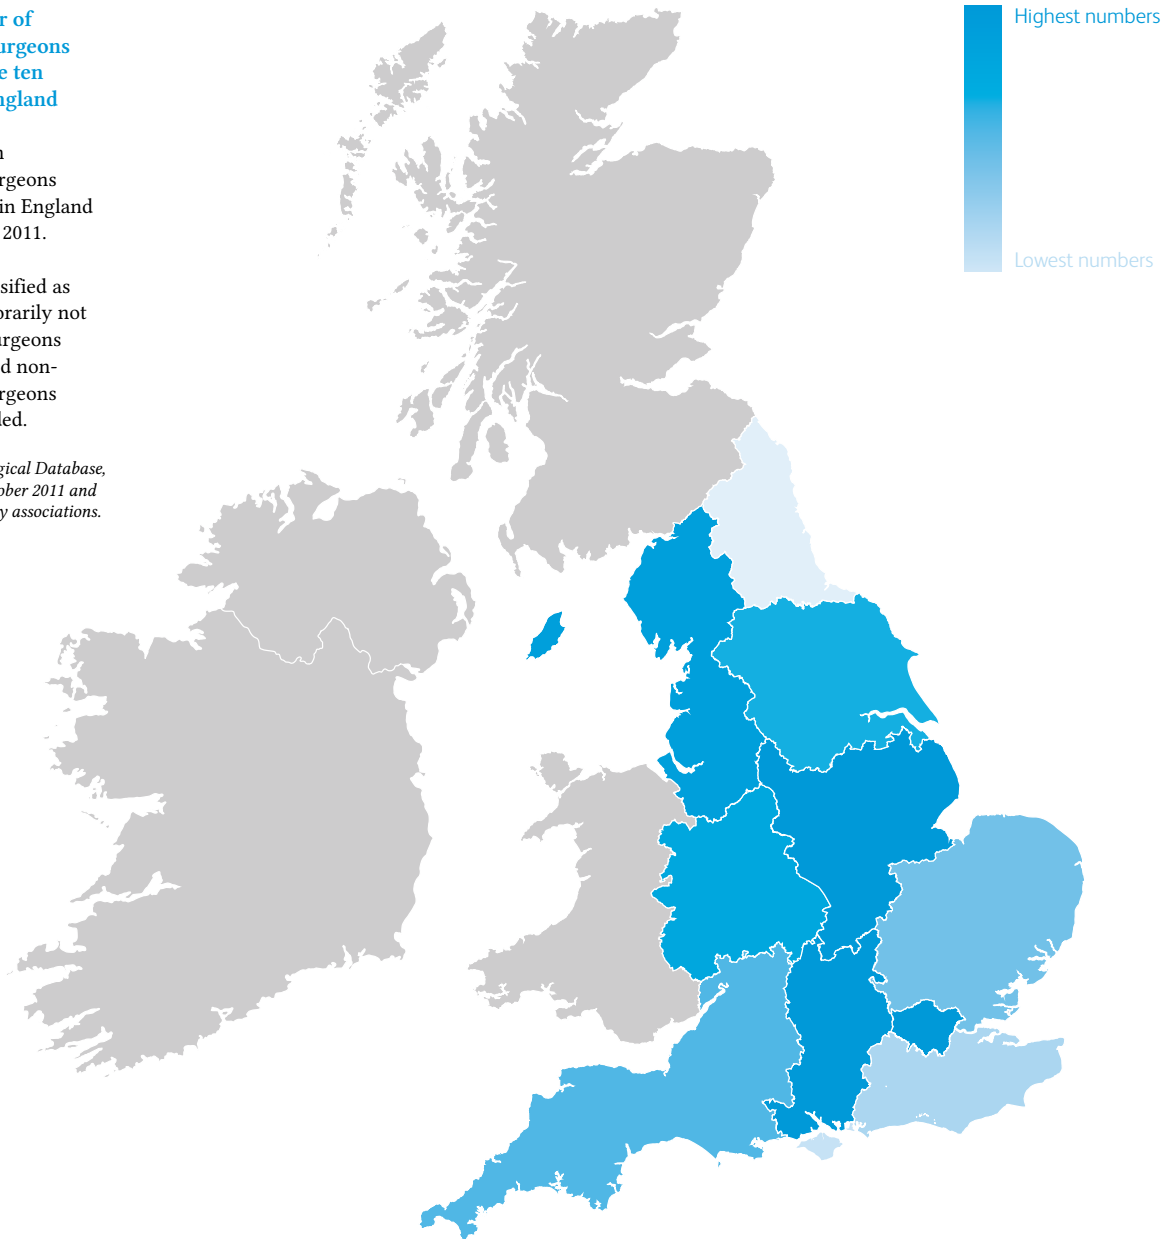 r of
urgeons
e ten
ngland
n
rgeons
in England
2011.
sified as
orarily not
urgeons
d non-
rgeons
led.
gical Database,
ober 2011 and
y associations.
Highest numbers
Lowest numbers